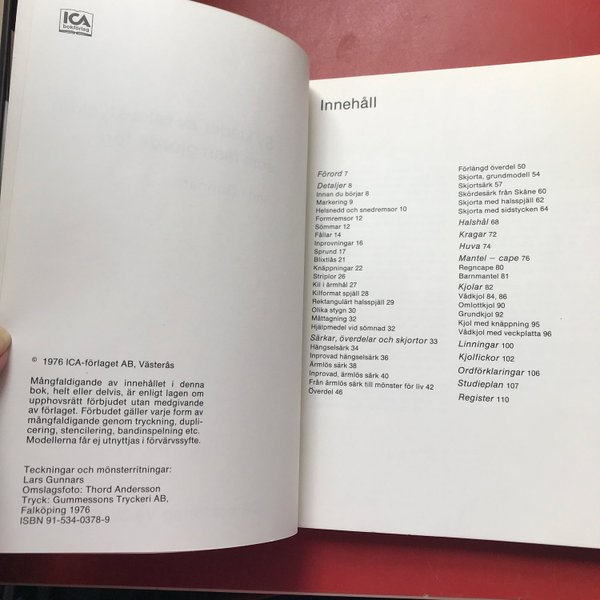 ICA
bokförlag
© 1976 ICA-förlaget AB, Västerås
Mångfaldigande av innehållet i denna
bok, helt eller delvis, är enligt lagen om
upphovsrätt förbjudet utan medgivande
av förlaget. Förbudet gäller varje form av
mångfaldigande genom tryckning, dupli-
cering, stencilering, bandinspelning etc.
Modellerna får ej utnyttjas i förvärvssyfte.
Teckningar och mönsterritningar:
Lars Gunnars
Omslagsfoto: Thord Andersson
Tryck: Gummessons Tryckeri AB,
Falköping 1976
ISBN 91-534-0378-9
Innehåll
Förord 7
Detaljer 8
Innan du börjar 8
Markering 9
Helsnedd och snedremsor 10
Formremsor 12
Sömmar 12
Fållar 14
Inprovningar 16
Sprund 17
Blixtlås 21
Knäppningar 22
Striplor 26
Kil i ärmhål 27
Kilformat spjäll 28
Rektangulärt halsspjäll 29
Olika stygn 30
Måttagning 32
Hjälpmedel vid sömnad 32
Särkar, överdelar och skjortor 33
Hängselsärk 34
Inprovad hängselsärk 36
Ärmlös särk 38
Inprovad, ärmlös särk 40
Från ärmlös särk till mönster för liv 42
Överdel 46
Förlängd överdel 50
Skjorta, grundmodell 54
Skjortsärk 57
Skördesärk från Skåne 60
Skjorta med halsspjäll 62
Skjorta med sidstycken 64
Halshål 68
Kragar 72
Huva 74
Mantel – cape 76
Regncape 80
Barnmantel 81
Kjolar 82
Vådkjol 84, 86
Omlottkjol 90
Grundkjol 92
Kjol med knäppning 95
Vådkjol med veckplatta 96
Linningar 100
Kjolfickor 102
Ordförklaringar 106
Studieplan 107
Register 110